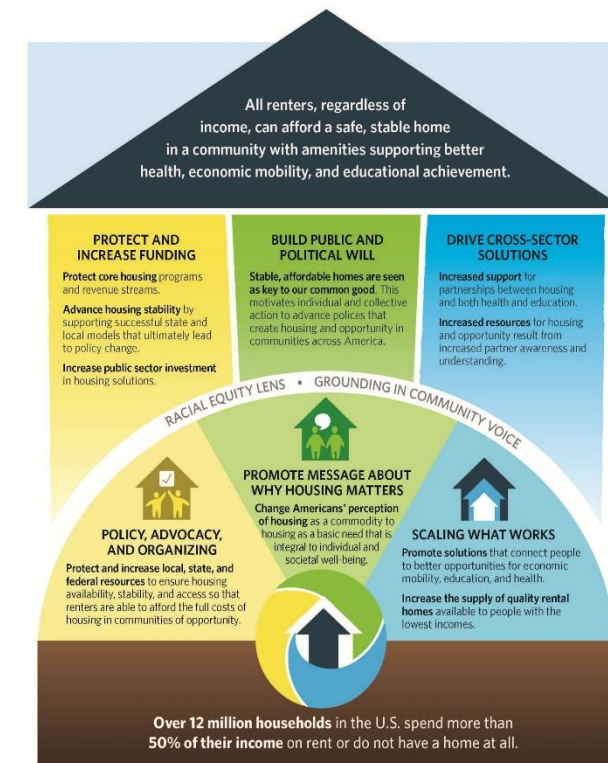 All renters, regardless of
income, can afford a safe, stable home
in a community with amenities supporting better
health, economic mobility, and educational achievement.
PROTECT AND
INCREASE FUNDING
Protect core housing programs
and revenue streams.
Advance housing stability by
supporting successful state and
local models that ultimately lead
to policy change.
Increase public sector investment
in housing solutions.
BUILD PUBLIC AND
POLITICAL WILL
Stable, affordable homes are seen
as key to our common good. This
motivates individual and collective
action to advance polices that
create housing and opportunity in
communities across America.
DRIVE CROSS-SECTOR
SOLUTIONS
Increased support for
partnerships between housing
and both health and education.
Increased resources for housing
and opportunity result from
increased partner awareness and
understanding.
RACIAL EQUITY LENS • GROUNDING IN COMMUNITY VOICE
POLICY, ADVOCACY,
AND ORGANIZING
Protect and increase local, state, and
federal resources to ensure housing
availability, stability, and access so that
renters are able to afford the full costs of
housing in communities of opportunity.
PROMOTE MESSAGE ABOUT
WHY HOUSING MATTERS
Change Americans' perception
of housing as a commodity to
housing as a basic need that is
integral to individual and
societal well-being.
SCALING WHAT WORKS
Promote solutions that connect people
to better opportunities for economic
mobility, education, and health.
Increase the supply of quality rental
homes available to people with the
lowest incomes.
Over 12 million households in the U.S. spend more than
50% of their income on rent or do not have a home at all.